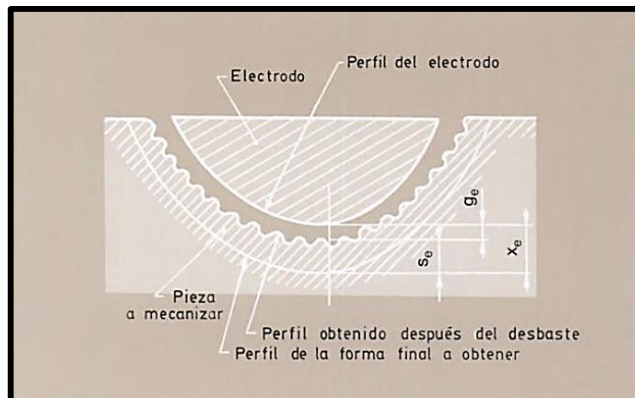 Perfil del electrodo
Electrodo
gₑ
sₑ
xₑ
Pieza
a mecanizar
Perfil obtenido después del desbaste
Perfil de la forma final a obtener